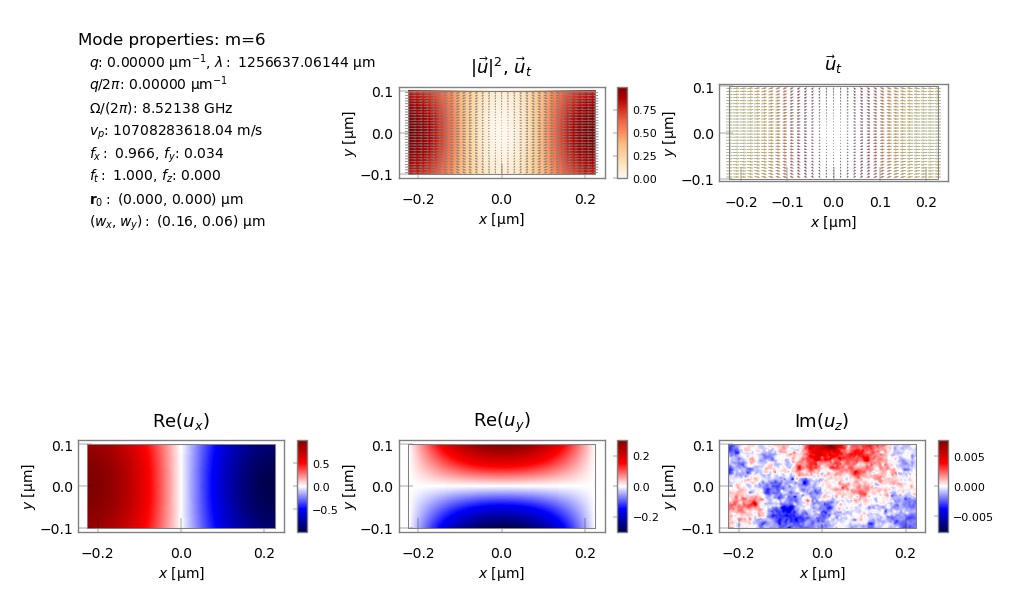 Mode properties: m=6
q: 0.00000 μm⁻¹, λ : 1256637.06144 μm
q/2π: 0.00000 μm⁻¹
Ω/(2π): 8.52138 GHz
vₚ: 10708283618.04 m/s
fₓ : 0.966, f_y: 0.034
fₜ : 1.000, f_z: 0.000
r₀ : (0.000, 0.000) μm
(wₓ, w_y) : (0.16, 0.06) μm
|u⃗|², u⃗ₜ
0.1
0.0
−0.1
y [μm]
−0.2 0.0 0.2
x [μm]
0.75
0.50
0.25
0.00
u⃗ₜ
0.1
0.0
−0.1
y [μm]
−0.2 −0.1 0.0 0.1 0.2
x [μm]
Re(uₓ)
0.1
0.0
−0.1
y [μm]
−0.2 0.0 0.2
x [μm]
0.5
0.0
−0.5
Re(u_y)
0.1
0.0
−0.1
y [μm]
−0.2 0.0 0.2
x [μm]
0.2
0.0
−0.2
Im(u_z)
0.1
0.0
−0.1
y [μm]
−0.2 0.0 0.2
x [μm]
0.005
0.000
−0.005